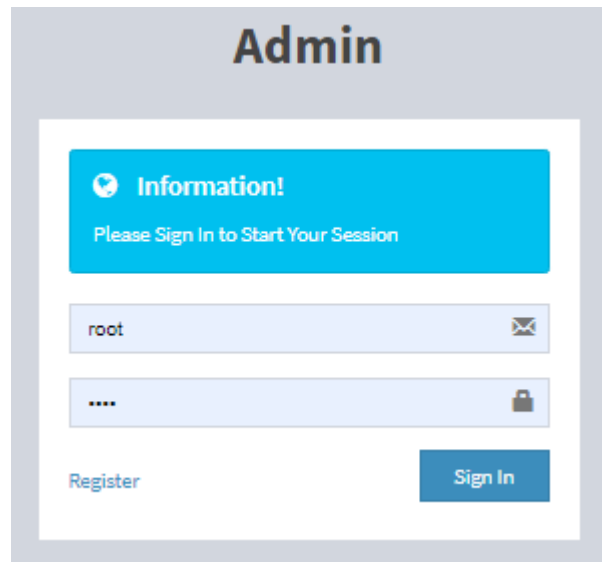 Admin
Information!
Please Sign In to Start Your Session
root
••••
Register
Sign In